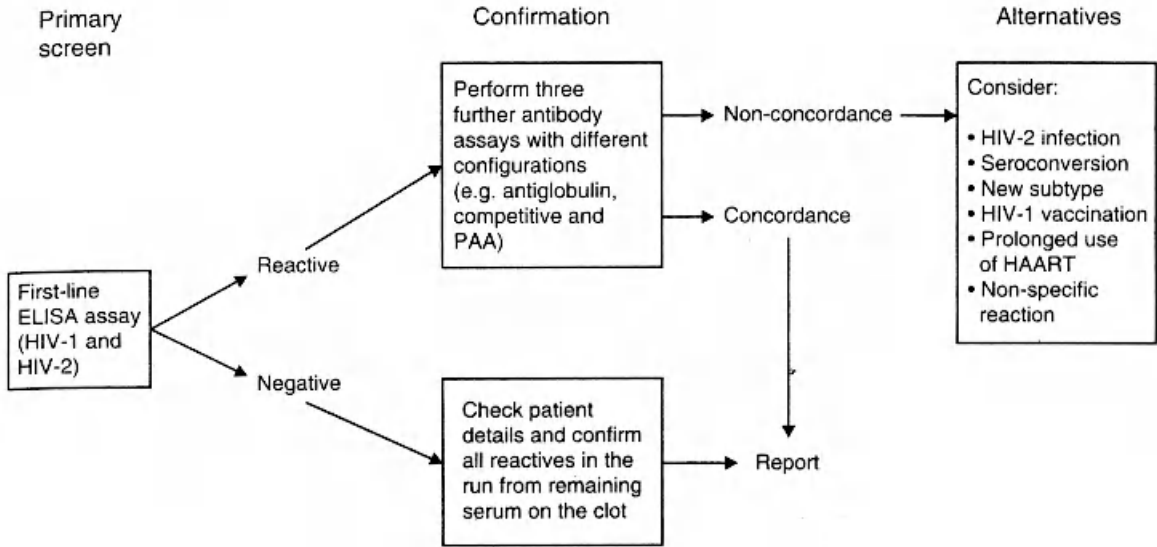 Primary
screen
Confirmation
Alternatives
First-line
ELISA assay
(HIV-1 and
HIV-2)
Reactive
Negative
Perform three
further antibody
assays with different
configurations
(e.g. antiglobulin,
competitive and
PAA)
Check patient
details and confirm
all reactives in the
run from remaining
serum on the clot
Non-concordance
Concordance
Report
Consider:
• HIV-2 infection
• Seroconversion
• New subtype
• HIV-1 vaccination
• Prolonged use
of HAART
• Non-specific
reaction